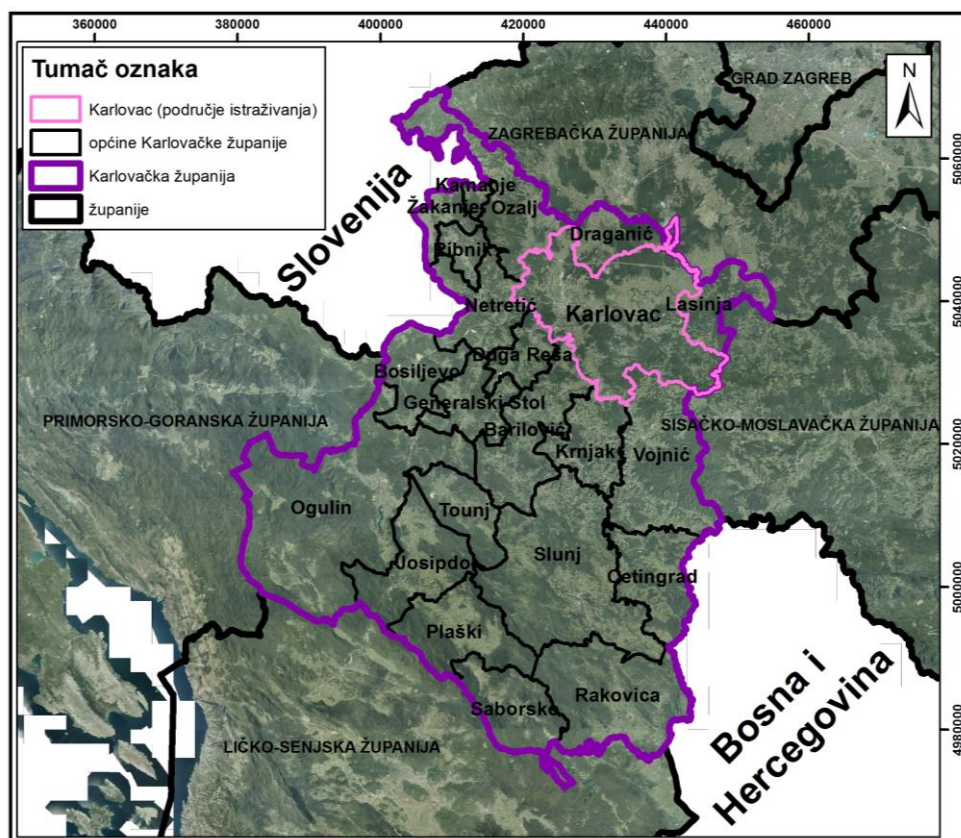 360000
380000
400000
420000
440000
460000
Tumač oznaka
Karlovac (područje istraživanja)
općine Karlovačke županije
Karlovačka županija
županije
N
GRAD ZAGREB
ZAGREBAČKA ŽUPANIJA
5060000
Slovenija
Kamanje
Žakanje
Ozalj
Draganić
Ribnik
Netretić
Karlovac
Lasinja
5040000
Duga Resa
Bosiljevo
Generalski Stol
PRIMORSKO-GORANSKA ŽUPANIJA
Barilović
SISAČKO-MOSLAVAČKA ŽUPANIJA
Krnjak
Vojnić
5020000
Ogulin
Tounj
Josipdol
Slunj
Cetingrad
5000000
Plaški
Saborsko
Rakovica
Bosna i
Hercegovina
LIČKO-SENJSKA ŽUPANIJA
4980000